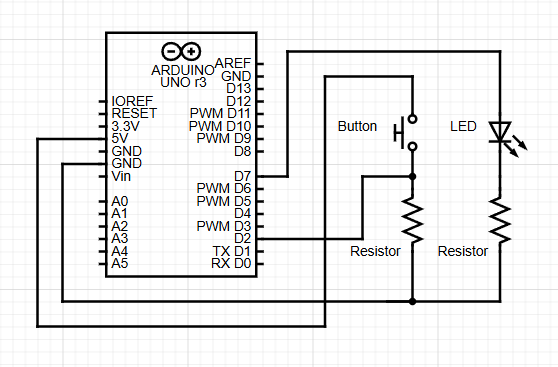 ARDUINO
UNO r3
AREF
GND
D13
IOREF
D12
RESET
PWM D11
3.3V
PWM D10
5V
PWM D9
GND
D8
GND
Vin
D7
PWM D6
A0
PWM D5
A1
D4
A2
PWM D3
A3
D2
A4
TX D1
A5
RX D0
Button
LED
Resistor
Resistor